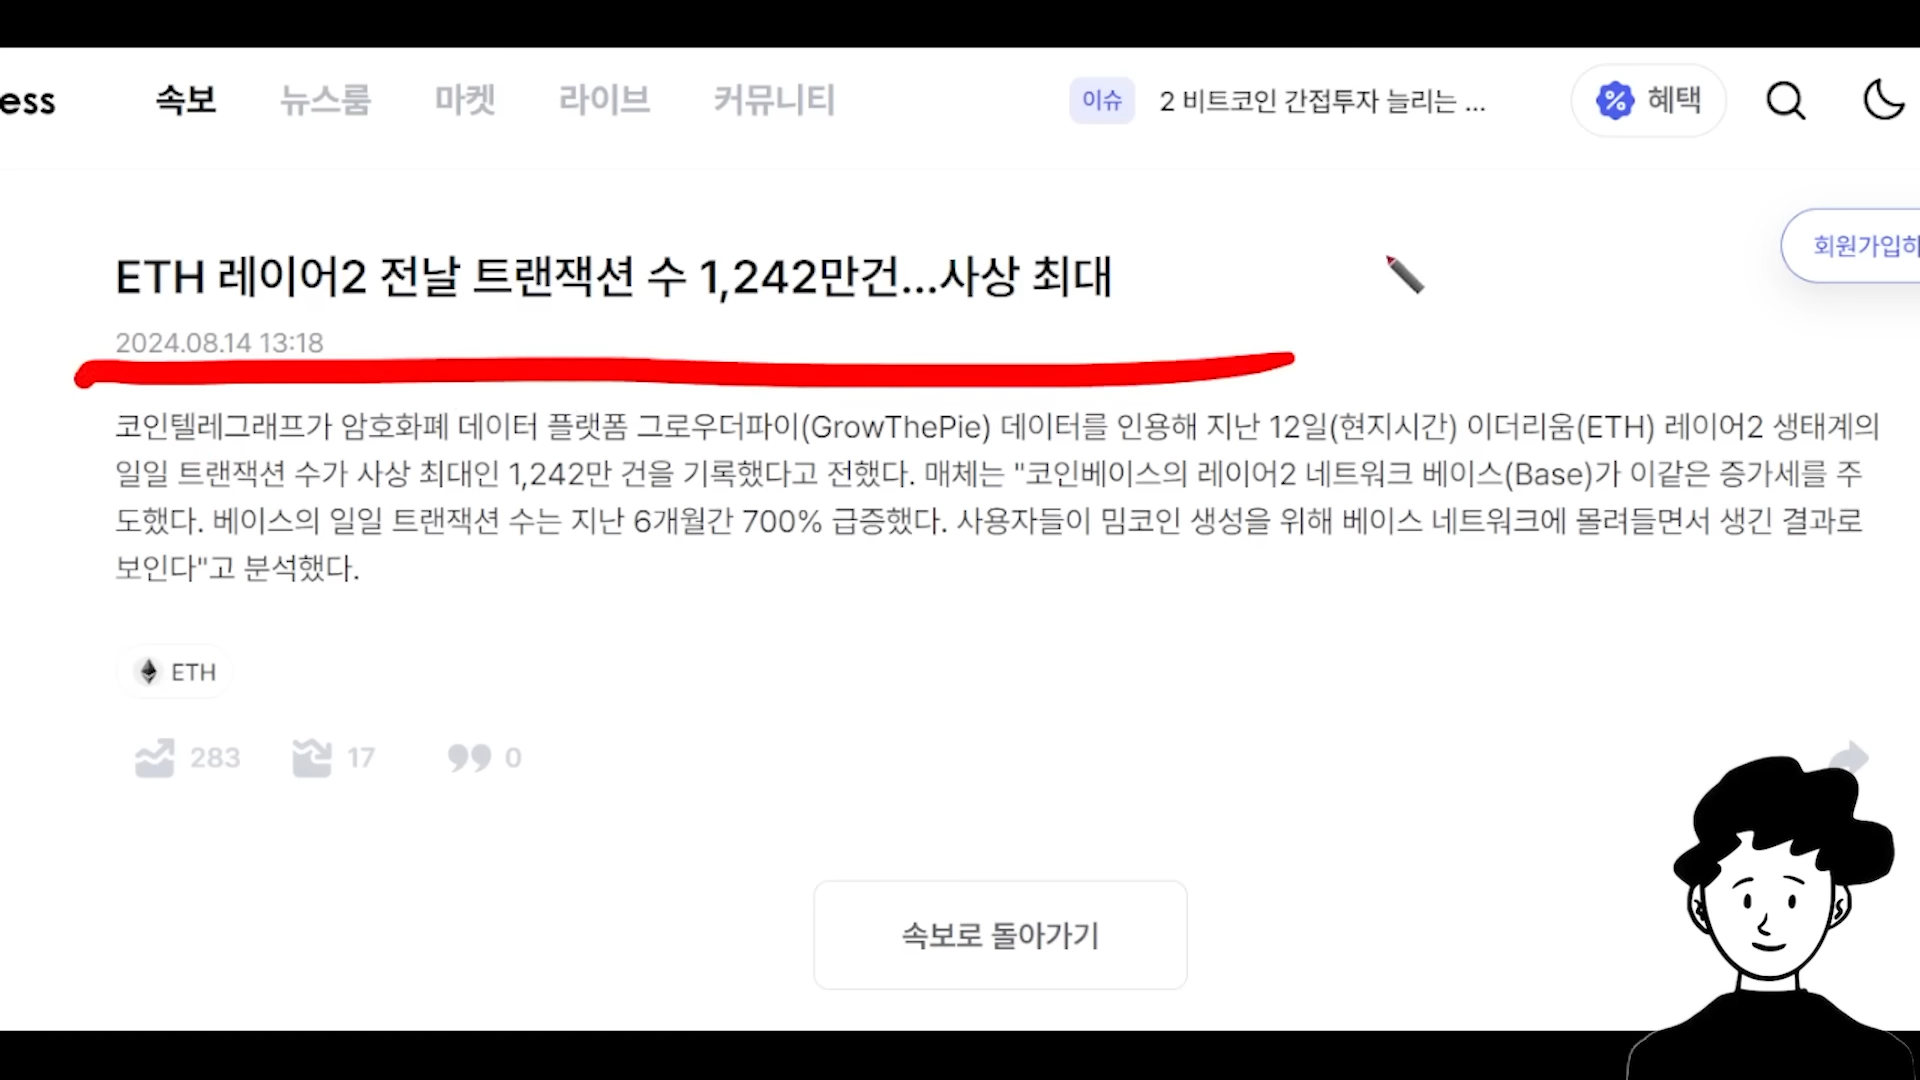 ess 속보 뉴스룸 마켓 라이브 커뮤니티 이슈 2 비트코인 간접투자 늘리는 ... 혜택
회원가입하
ETH 레이어2 전날 트랜잭션 수 1,242만건...사상 최대
2024.08.14 13:18
코인텔레그래프가 암호화폐 데이터 플랫폼 그로우더파이(GrowThePie) 데이터를 인용해 지난 12일(현지시간) 이더리움(ETH) 레이어2 생태계의
일일 트랜잭션 수가 사상 최대인 1,242만 건을 기록했다고 전했다. 매체는 "코인베이스의 레이어2 네트워크 베이스(Base)가 이같은 증가세를 주
도했다. 베이스의 일일 트랜잭션 수는 지난 6개월간 700% 급증했다. 사용자들이 밈코인 생성을 위해 베이스 네트워크에 몰려들면서 생긴 결과로
보인다"고 분석했다.
ETH
283 17 0
속보로 돌아가기